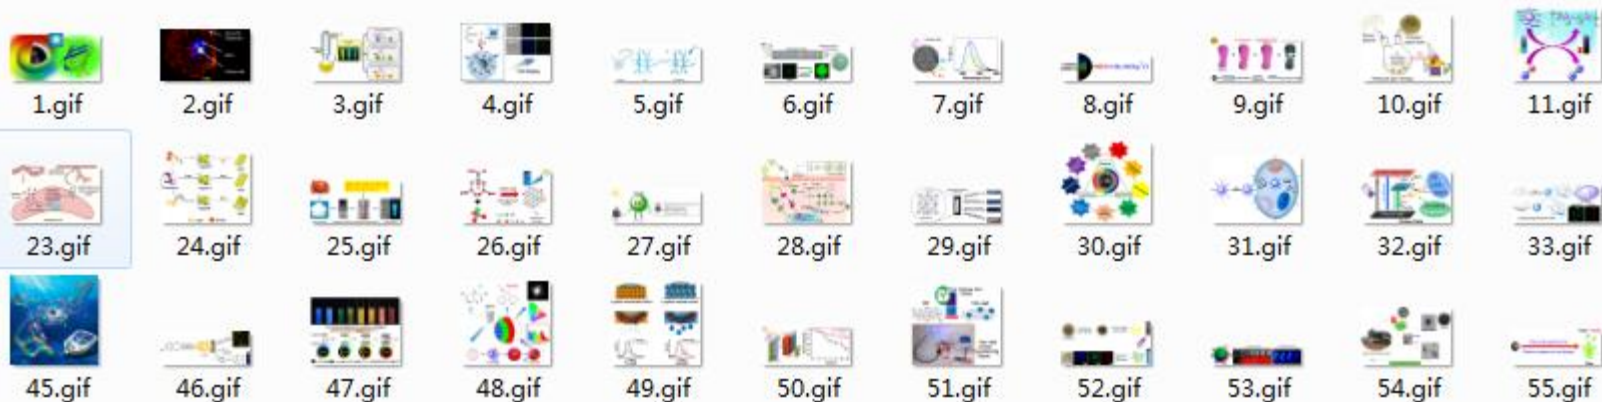 1.gif 2.gif 3.gif 4.gif 5.gif 6.gif 7.gif 8.gif 9.gif 10.gif 11.gif
23.gif 24.gif 25.gif 26.gif 27.gif 28.gif 29.gif 30.gif 31.gif 32.gif 33.gif
45.gif 46.gif 47.gif 48.gif 49.gif 50.gif 51.gif 52.gif 53.gif 54.gif 55.gif